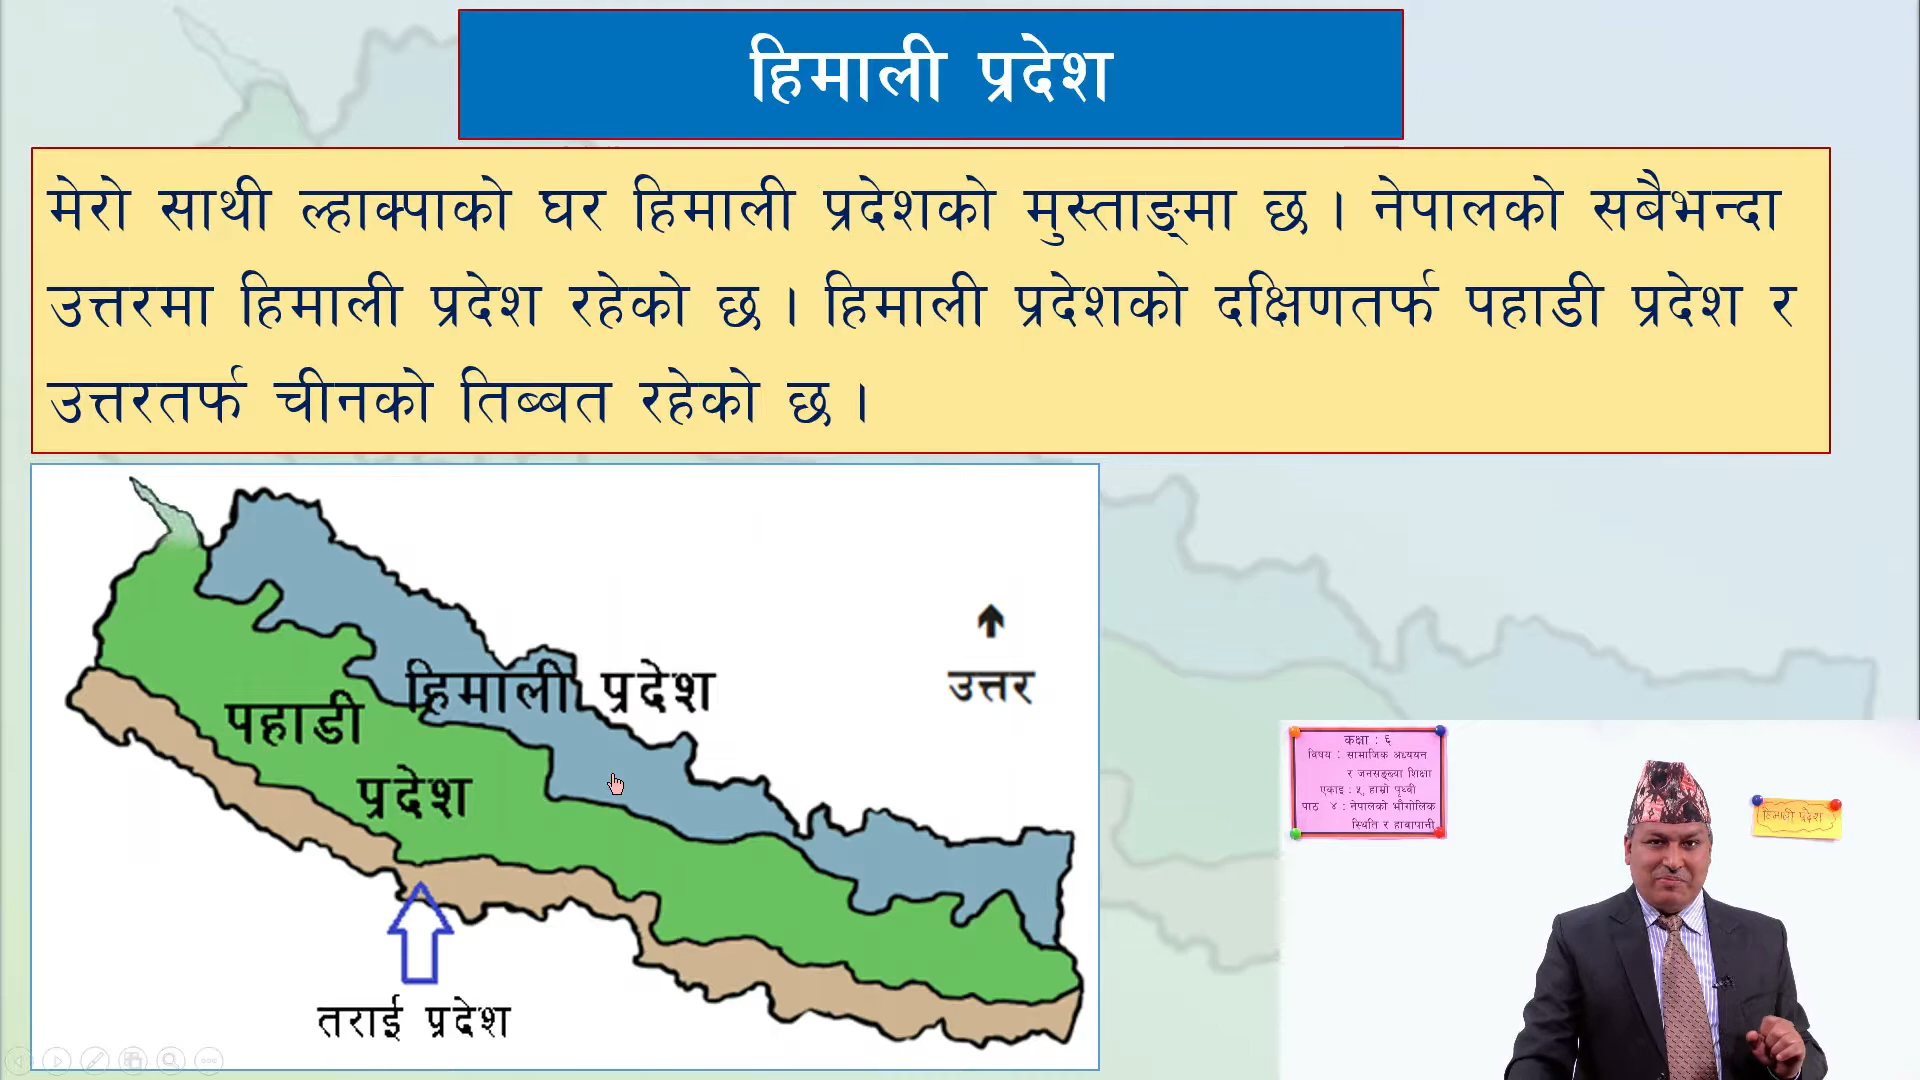 हिमाली प्रदेश
मेरो साथी ल्हाक्पाको घर हिमाली प्रदेशको मुस्ताङ्मा छ । नेपालको सबैभन्दा
उत्तरमा हिमाली प्रदेश रहेको छ । हिमाली प्रदेशको दक्षिणतर्फ पहाडी प्रदेश र
उत्तरतर्फ चीनको तिब्बत रहेको छ ।
हिमाली प्रदेश
पहाडी
प्रदेश
उत्तर
तराई प्रदेश
कक्षा : ६
विषय : सामाजिक अध्ययन
र जनसङ्ख्या शिक्षा
एकाइ : ५, हाम्रो पृथ्वी
पाठ ४ : नेपालको भौगोलिक
स्थिति र हावापानी
हिमाली प्रदेश